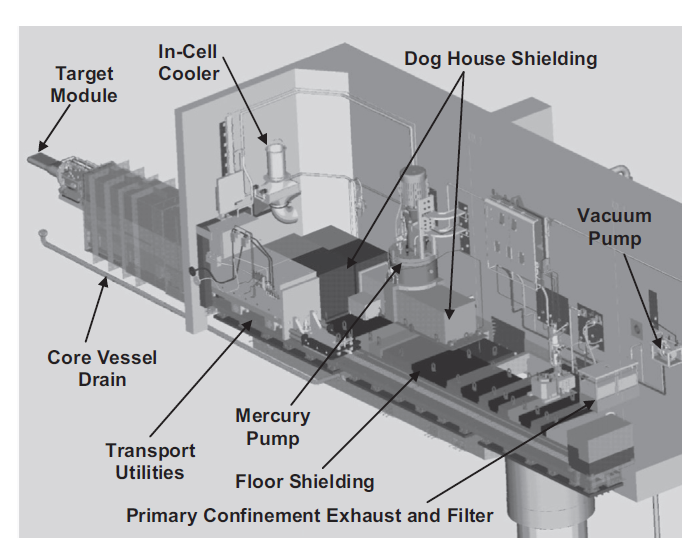 In-Cell
Cooler
Dog House Shielding
Target
Module
Vacuum
Pump
Core Vessel
Drain
Mercury
Pump
Transport
Utilities
Floor Shielding
Primary Confinement Exhaust and Filter